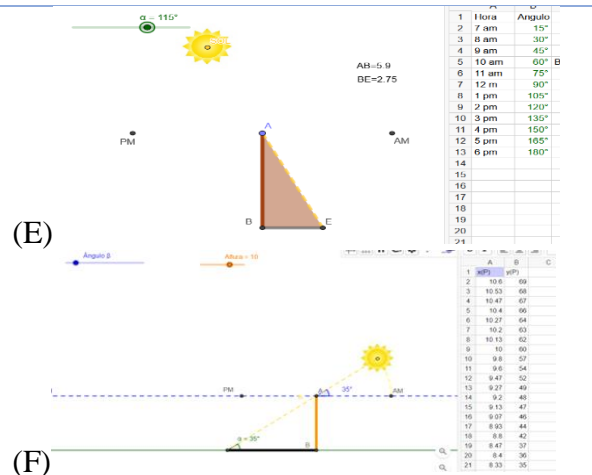 α = 115°
AB=5.9
BE=2.75
A
PM
AM
B
E
(E)
1 Hora Angulo
2 7 am 15°
3 8 am 30°
4 9 am 45°
5 10 am 60° B
6 11 am 75°
7 12 m 90°
8 1 pm 105°
9 2 pm 120°
10 3 pm 135°
11 4 pm 150°
12 5 pm 165°
13 6 pm 180°
14
15
16
17
18
19
20
21
Ángulo β
Altura = 10
PM
A
35°
AM
α = 35°
B
(F)
A B C
1 x(P) y(P)
2 10.6 69
3 10.53 68
4 10.47 67
5 10.4 66
6 10.27 64
7 10.2 63
8 10.13 62
9 10 60
10 9.8 57
11 9.6 54
12 9.47 52
13 9.27 49
14 9.2 48
15 9.13 47
16 9.07 46
17 8.93 44
18 8.8 42
19 8.47 37
20 8.4 36
21 8.33 35